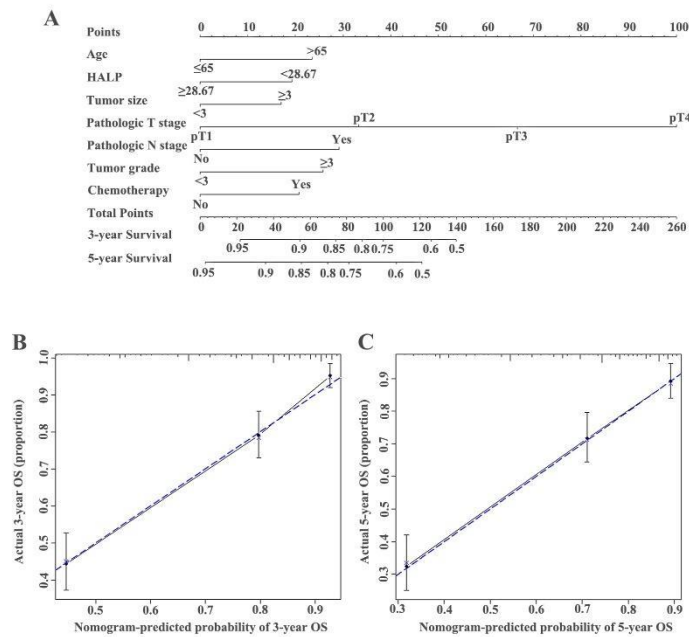 A
Points 0 10 20 30 40 50 60 70 80 90 100
Age >65
≤65
HALP <28.67
≥28.67
Tumor size ≥3
<3
Pathologic T stage pT2 pT4
pT1 pT3
Pathologic N stage Yes
No
Tumor grade ≥3
<3
Chemotherapy Yes
No
Total Points 0 20 40 60 80 100 120 140 160 180 200 220 240 260
3-year Survival
0.95 0.9 0.85 0.8 0.75 0.6 0.5
5-year Survival
0.95 0.9 0.85 0.8 0.75 0.6 0.5
B
Actual 3-year OS (proportion)
1.0
0.9
0.8
0.7
0.6
0.5
0.4
0.5 0.6 0.7 0.8 0.9
Nomogram-predicted probability of 3-year OS
C
Actual 5-year OS (proportion)
0.9
0.8
0.7
0.6
0.5
0.4
0.3
0.3 0.4 0.5 0.6 0.7 0.8 0.9
Nomogram-predicted probability of 5-year OS